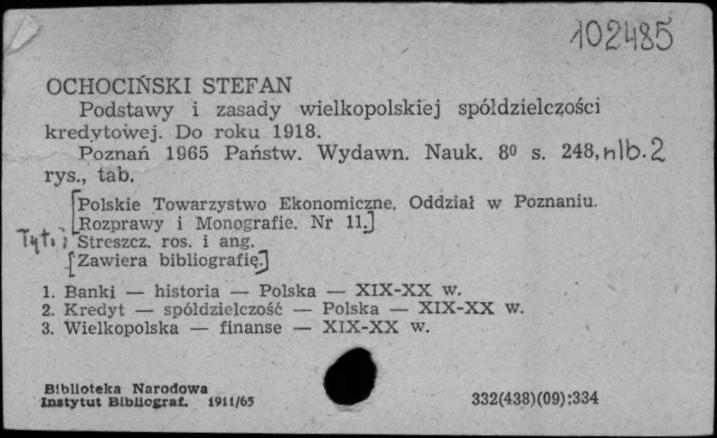 102485
OCHOCIŃSKI STEFAN
Podstawy i zasady wielkopolskiej spółdzielczości
kredytowej. Do roku 1918.
Poznań 1965 Państw. Wydawn. Nauk. 8⁰ s. 248, nlb. 2
rys., tab.
[Polskie Towarzystwo Ekonomiczne. Oddział w Poznaniu.
Rozprawy i Monografie. Nr 11.]
Tyt. i Streszcz. ros. i ang.
[Zawiera bibliografię.]
1. Banki — historia — Polska — XIX-XX w.
2. Kredyt — spółdzielczość — Polska — XIX-XX w.
3. Wielkopolska — finanse — XIX-XX w.
Biblioteka Narodowa
Instytut Bibliograf. 1911/65
332(438)(09):334